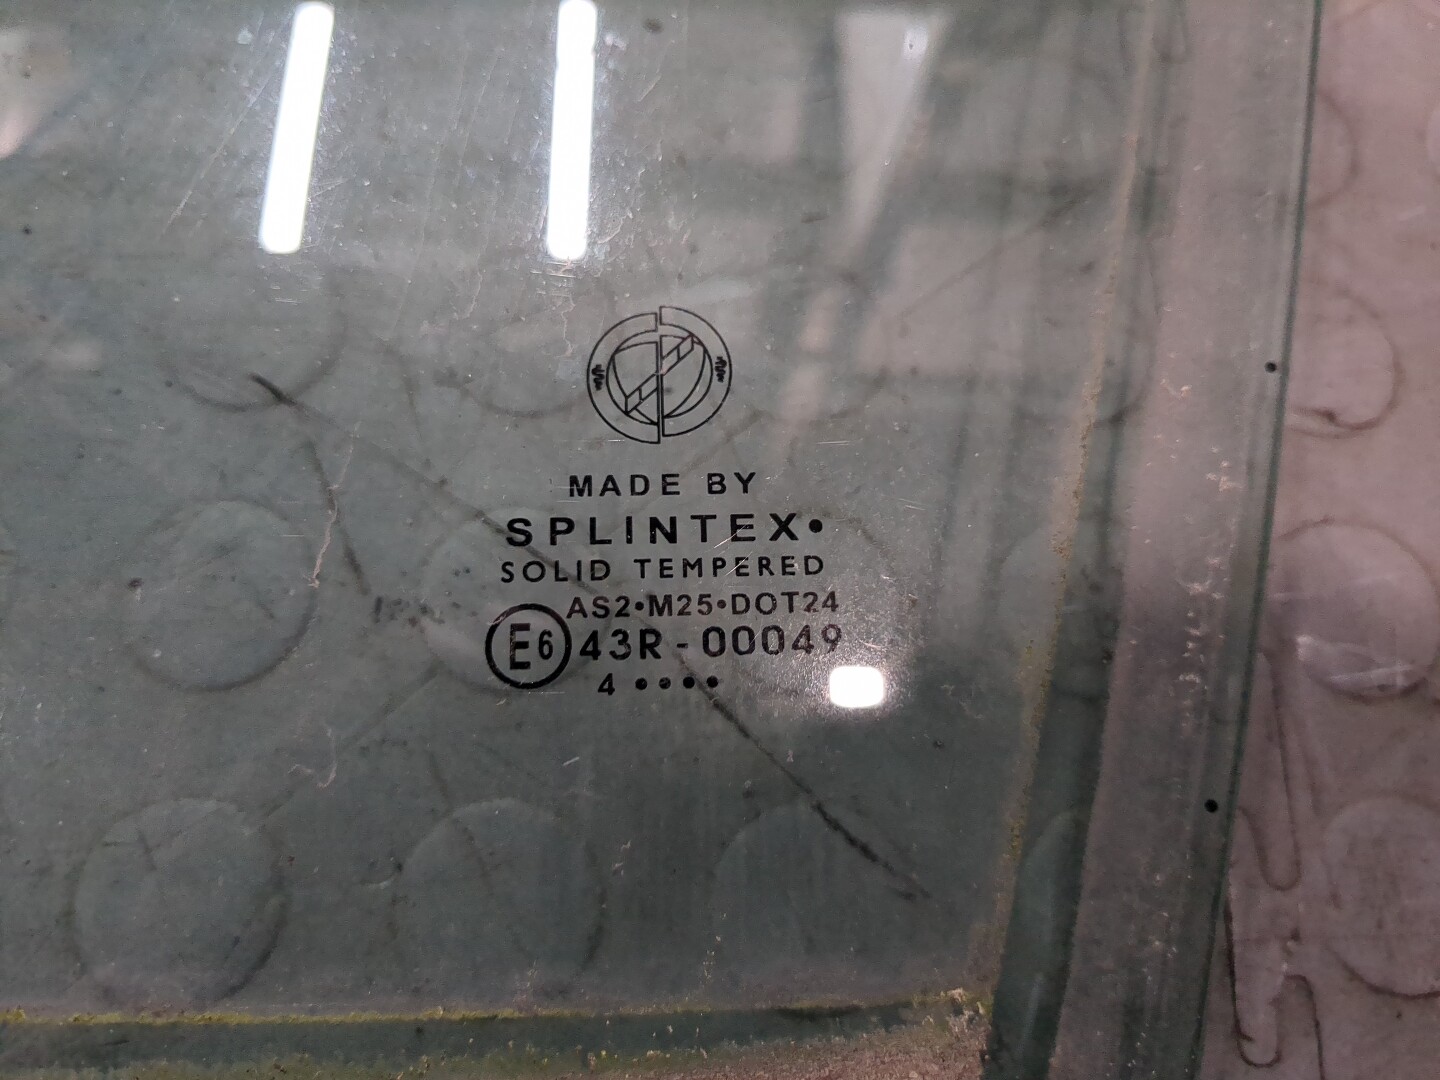 MADE BY
SPLINTEX•
SOLID TEMPERED
AS2•M25•DOT24
E6 43R-00049
4 ••••